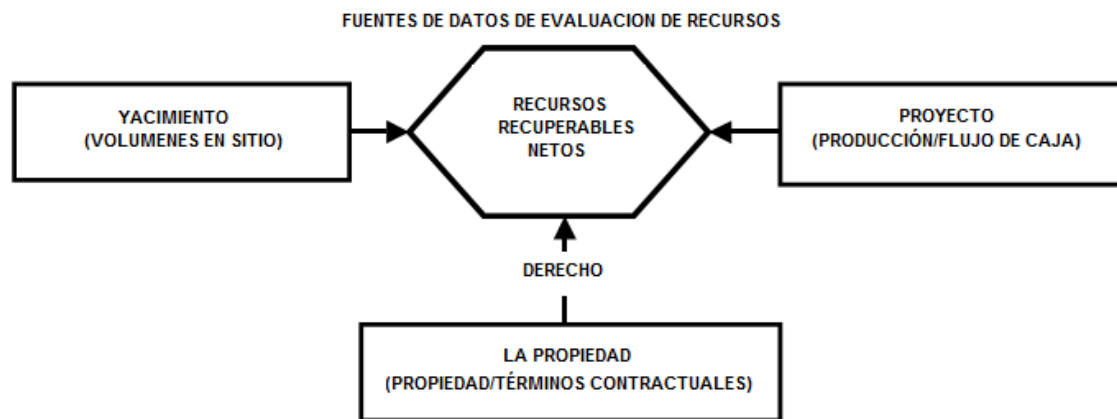 FUENTES DE DATOS DE EVALUACION DE RECURSOS
YACIMIENTO
(VOLUMENES EN SITIO)
RECURSOS
RECUPERABLES
NETOS
PROYECTO
(PRODUCCIÓN/FLUJO DE CAJA)
DERECHO
LA PROPIEDAD
(PROPIEDAD/TÉRMINOS CONTRACTUALES)